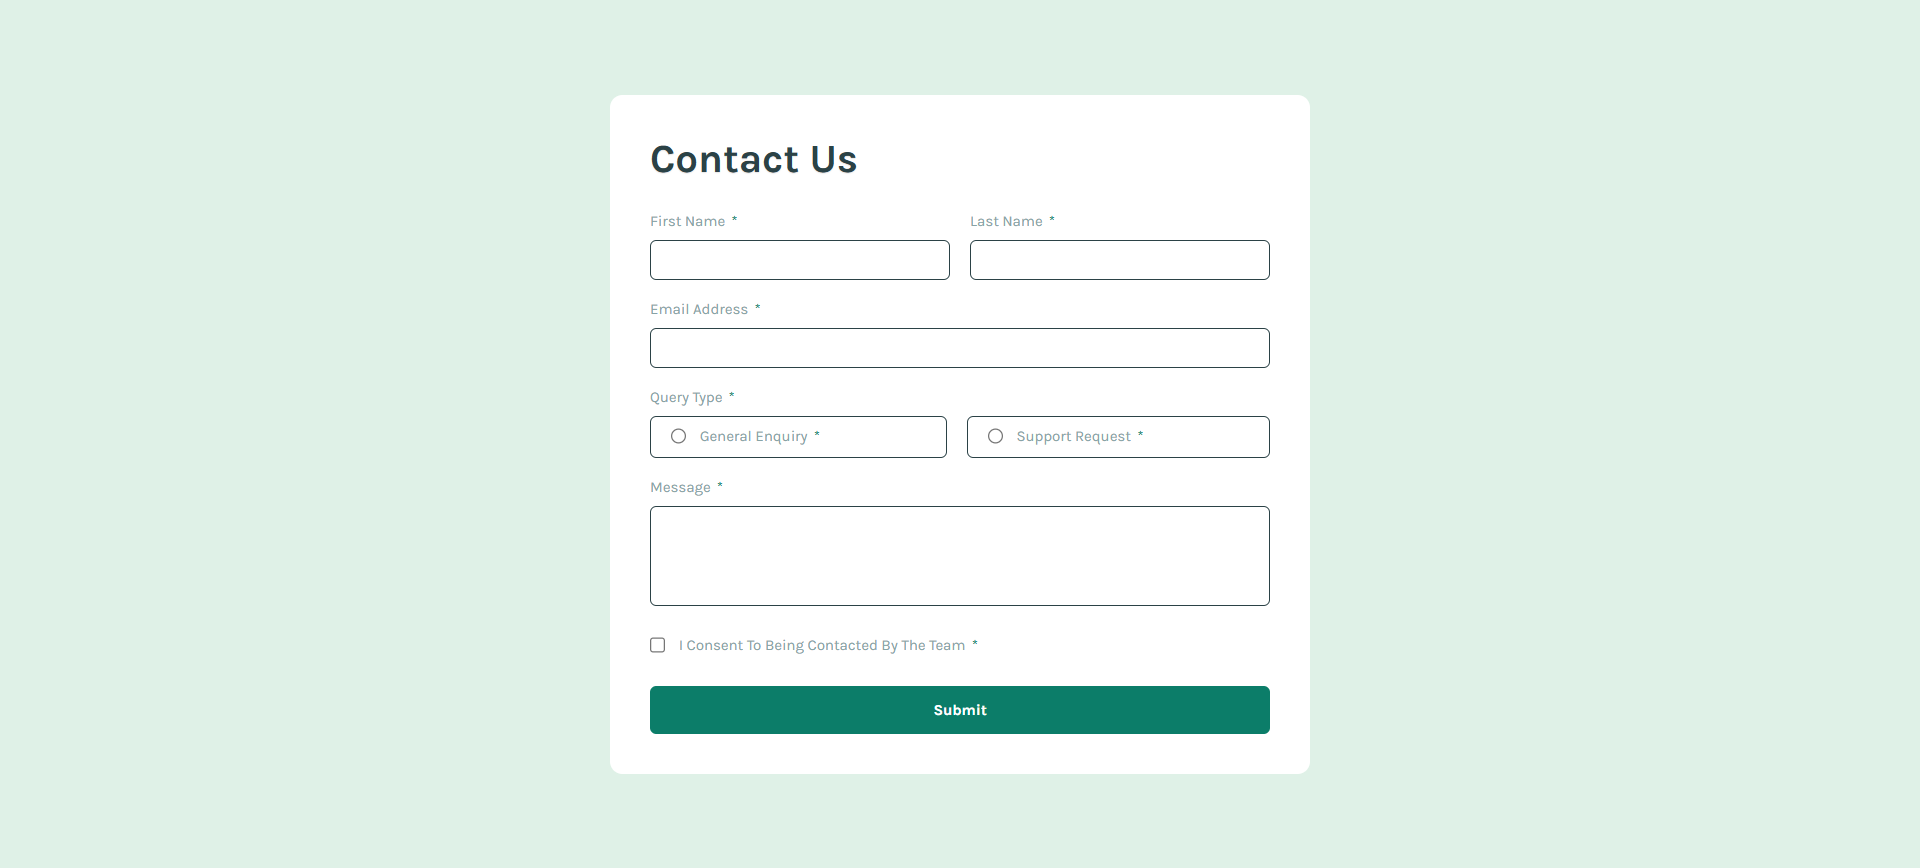 Contact Us
First Name *
Last Name *
Email Address *
Query Type *
General Enquiry *
Support Request *
Message *
I Consent To Being Contacted By The Team *
Submit